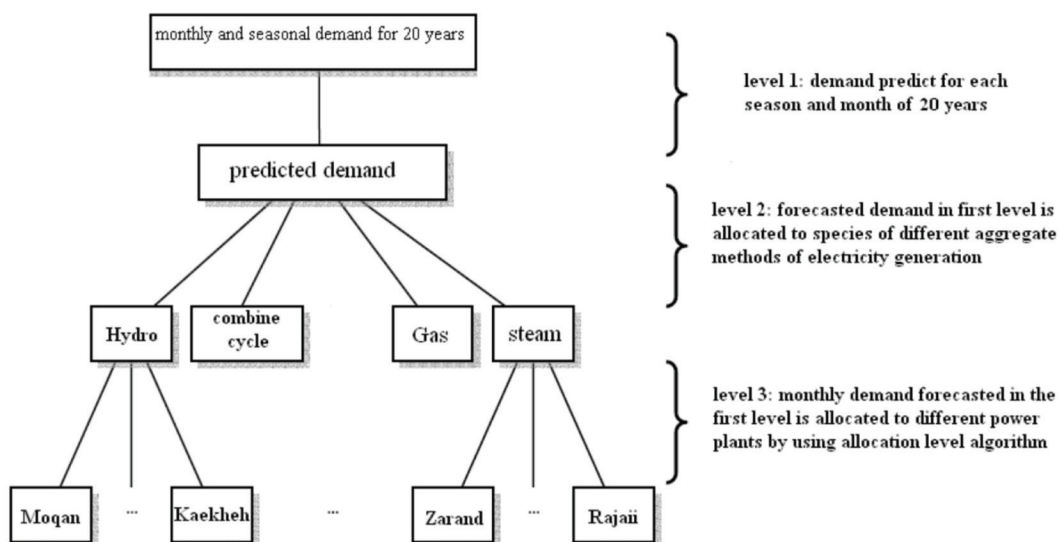 monthly and seasonal demand for 20 years
level 1: demand predict for each
season and month of 20 years
predicted demand
level 2: forecasted demand in first level is
allocated to species of different aggregate
methods of electricity generation
Hydro
combine
cycle
Gas
steam
level 3: monthly demand forecasted in the
first level is allocated to different power
plants by using allocation level algorithm
Moqan
...
Kaekheh
...
Zarand
...
Rajaii